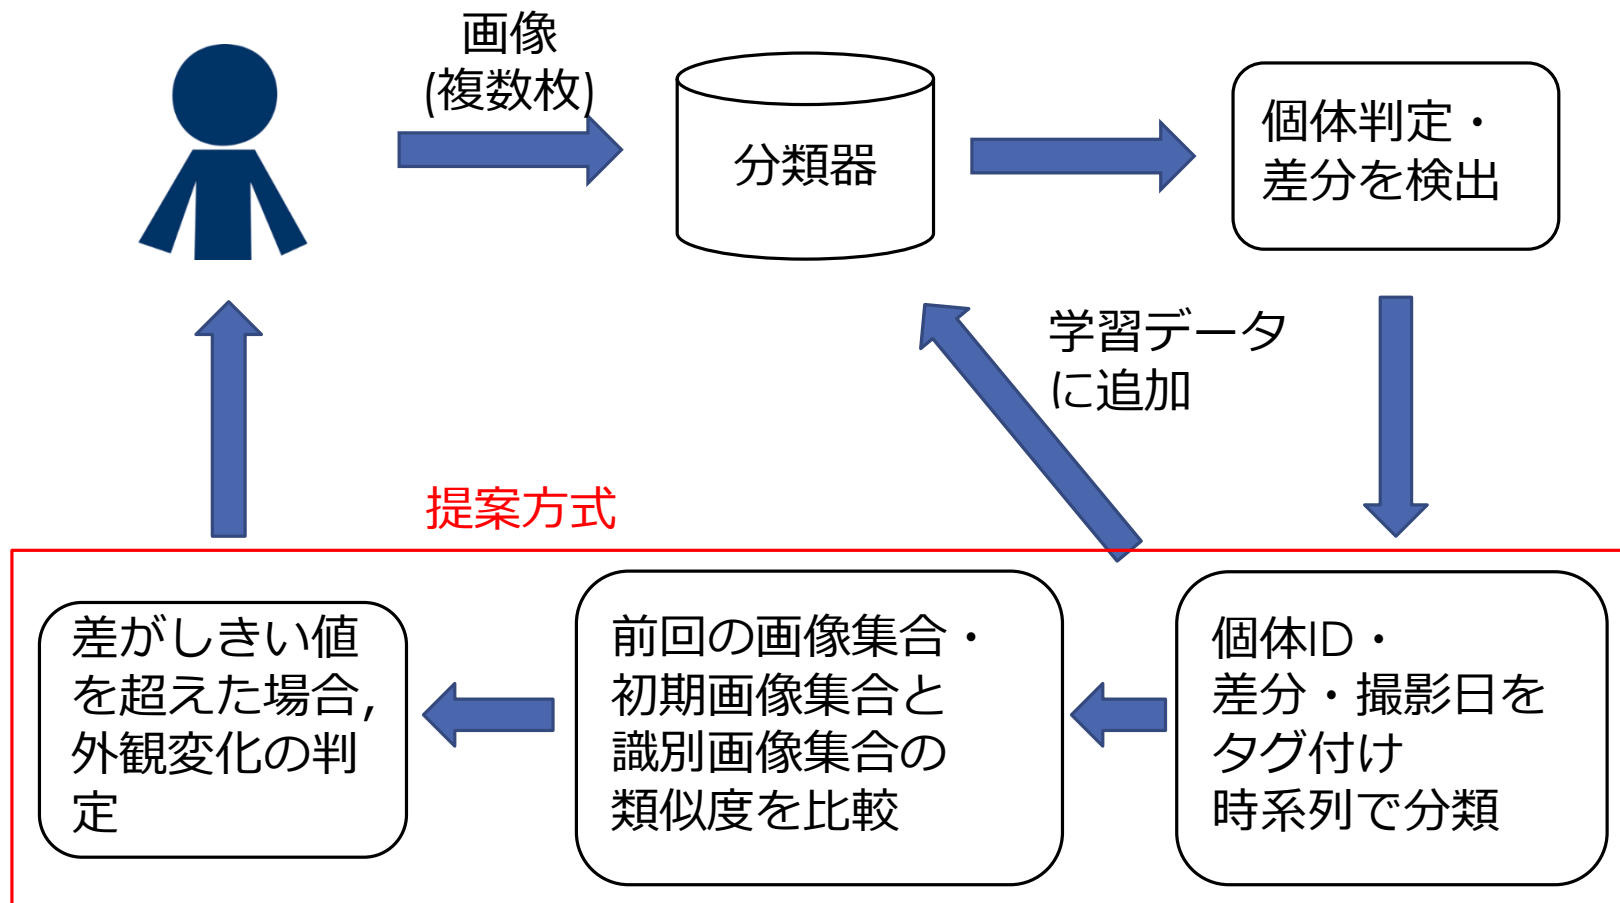 画像
(複数枚)
分類器
個体判定・
差分を検出
学習データ
に追加
提案方式
差がしきい値
を超えた場合,
外観変化の判
定
前回の画像集合・
初期画像集合と
識別画像集合の
類似度を比較
個体ID・
差分・撮影日を
タグ付け
時系列で分類